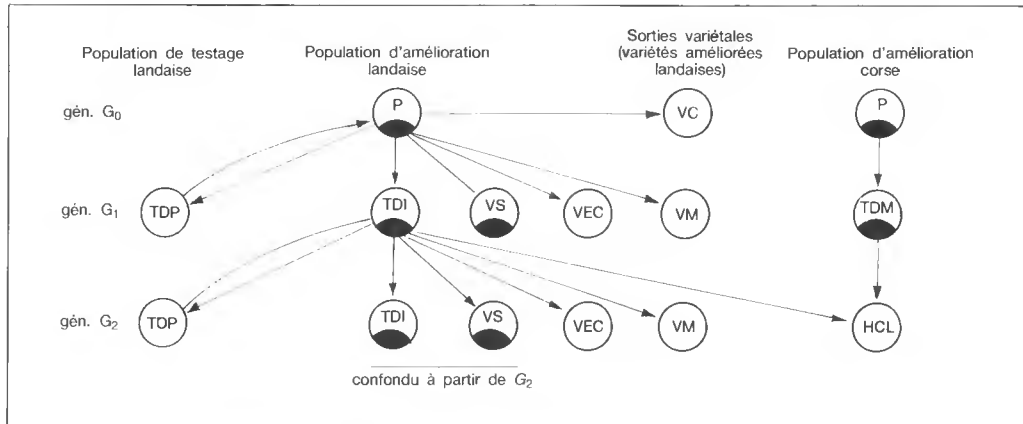 Population de testage
landaise
Population d'amélioration
landaise
Sorties variétales
(variétés améliorées
landaises)
Population d'amélioration
corse
gén. G0
P
VC
P
gén. G1
TDP
TDI
VS
VEC
VM
TDM
gén. G2
TDP
TDI
VS
VEC
VM
HCL
confondu à partir de G2